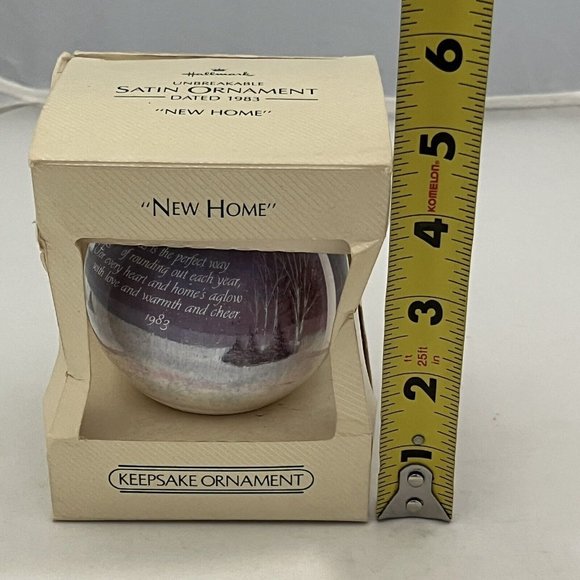 Hallmark
UNBREAKABLE
SATIN ORNAMENT
DATED 1983
"NEW HOME"
"NEW HOME"
is the perfect way
of rounding out each year,
For every heart and home's aglow
with love and warmth and cheer.
1983
KEEPSAKE ORNAMENT
6
5
KOMELON
4
3
ft 25ft in
2
1